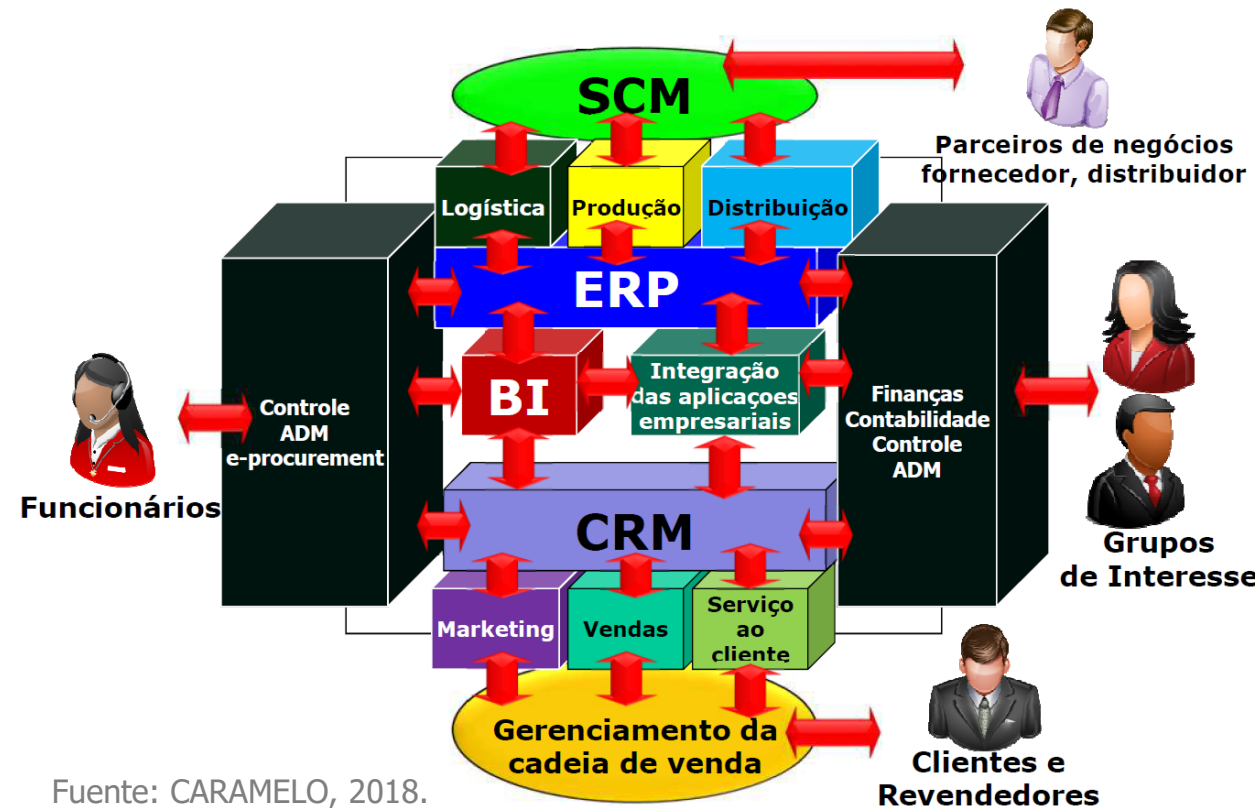 SCM
Parceiros de negócios
fornecedor, distribuidor
Logística
Produção
Distribuição
ERP
BI
Integração
das aplicaçoes
empresariais
Controle
ADM
e-procurement
Finanças
Contabilidade
Controle
ADM
Funcionários
Grupos
de Interesse
CRM
Marketing
Vendas
Serviço
ao
cliente
Gerenciamento da
cadeia de venda
Clientes e
Revendedores
Fuente: CARAMELO, 2018.